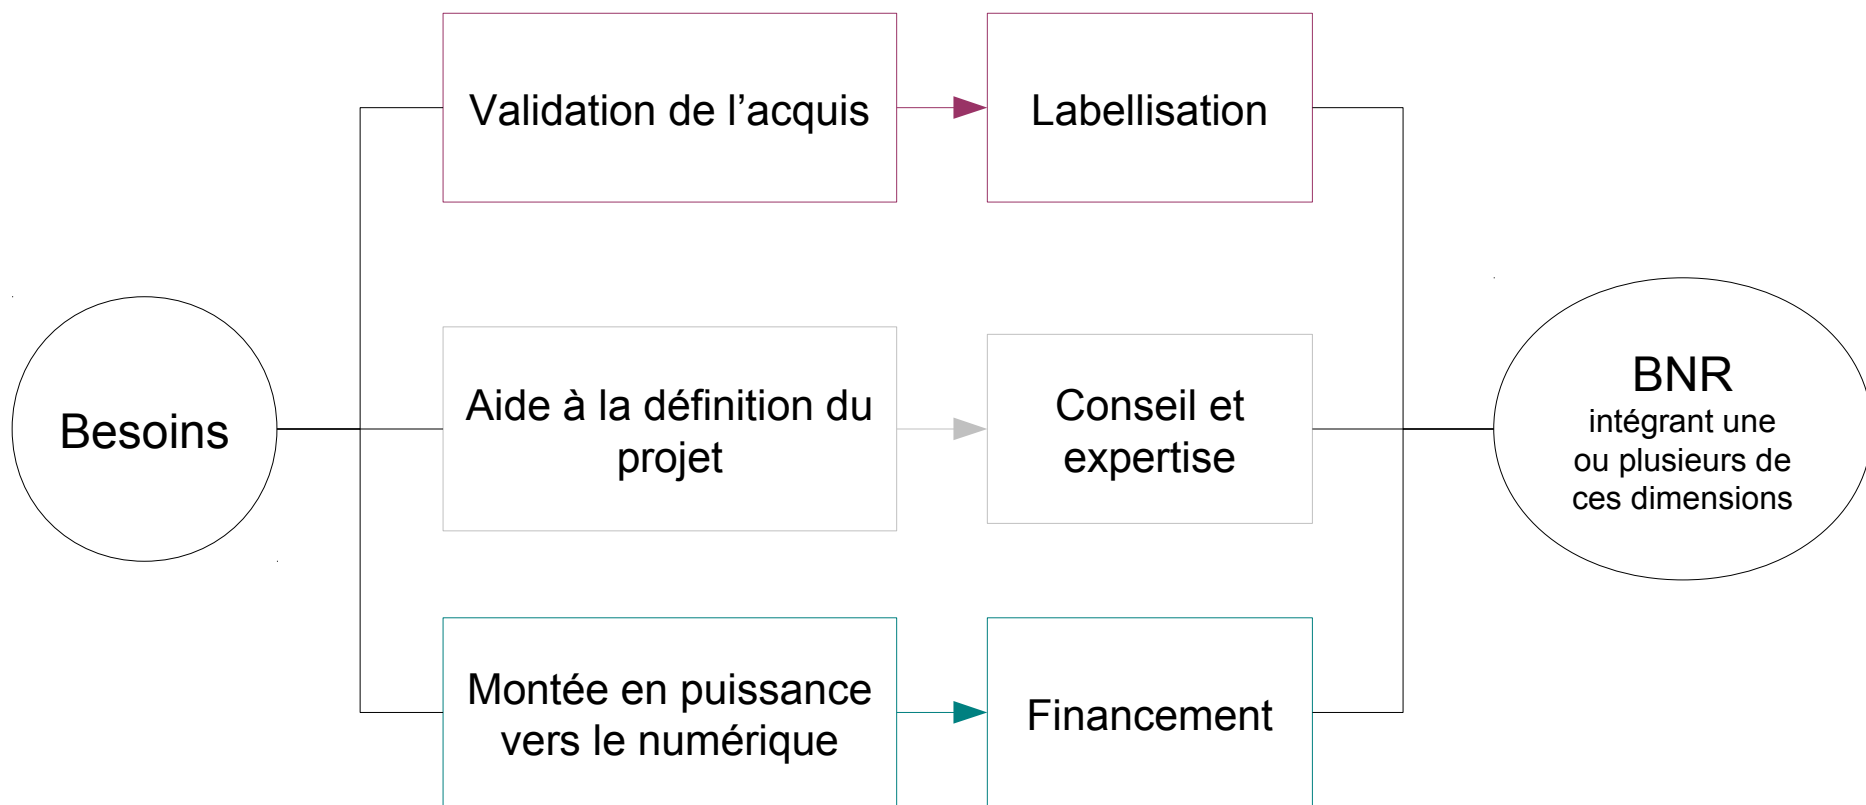 Validation de l’acquis
Labellisation
Besoins
Aide à la définition du
projet
Conseil et
expertise
BNR
intégrant une
ou plusieurs de
ces dimensions
Montée en puissance
vers le numérique
Financement